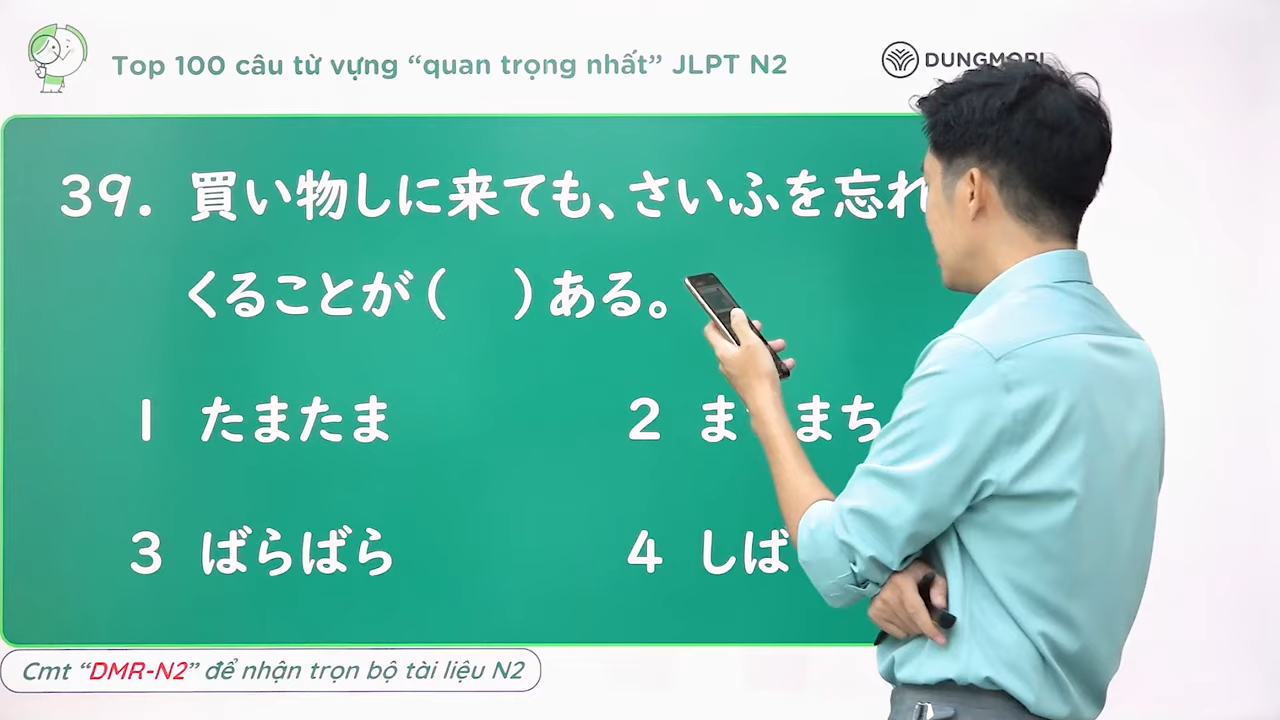 Top 100 câu từ vựng “quan trọng nhất” JLPT N2
DUNGMORI
39. 買い物しに来ても、さいふを忘れ
くることが（　）ある。
1 たまたま
2 ま まち
3 ばらばら
4 しば
Cmt “DMR-N2” để nhận trọn bộ tài liệu N2